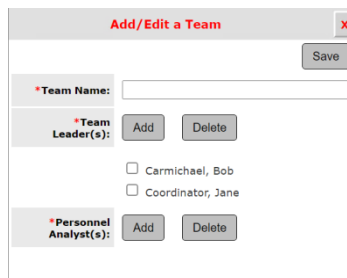 Add/Edit a Team
X
Save
*Team Name:
*Team
Leader(s):
Add Delete
Carmichael, Bob
Coordinator, Jane
*Personnel
Analyst(s):
Add Delete